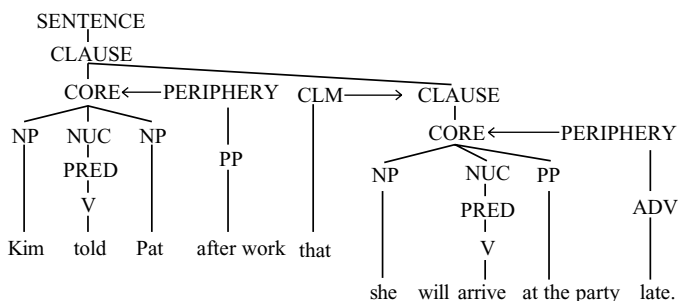 SENTENCE
CLAUSE
CORE PERIPHERY CLM CLAUSE
NP NUC NP CORE PERIPHERY
PP
PRED NP NUC PP
V PRED ADV
Kim told Pat after work that V
she will arrive at the party late.